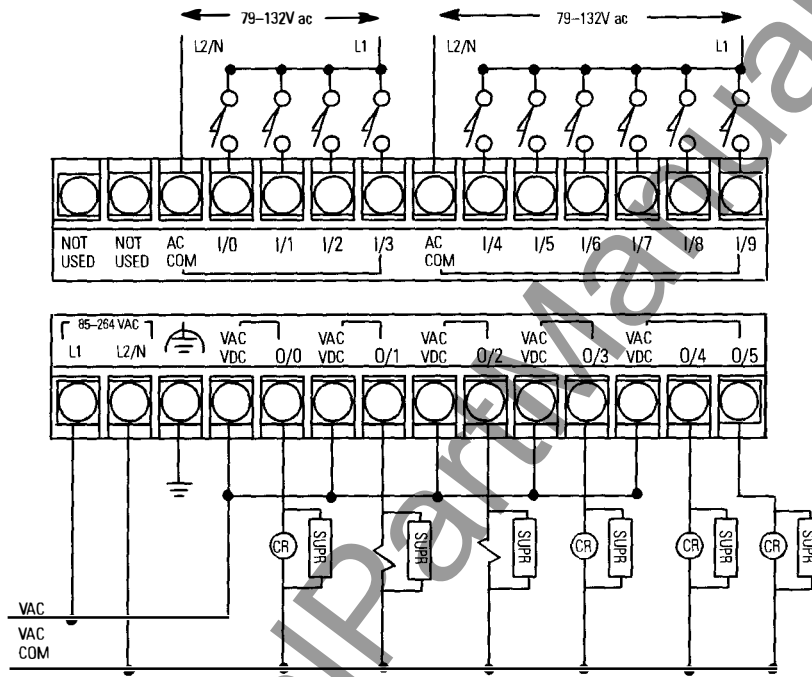 79–132V ac 79–132V ac
L2/N L1 L2/N L1
NOT USED NOT USED AC COM I/0 I/1 I/2 I/3 AC COM I/4 I/5 I/6 I/7 I/8 I/9
85–264 VAC
L1 L2/N VAC VDC O/0 VAC VDC O/1 VAC VDC O/2 VAC VDC O/3 VAC VDC O/4 O/5
CR SUPR SUPR SUPR CR SUPR CR SUPR CR SUPR
VAC
VAC
COM
PartManual